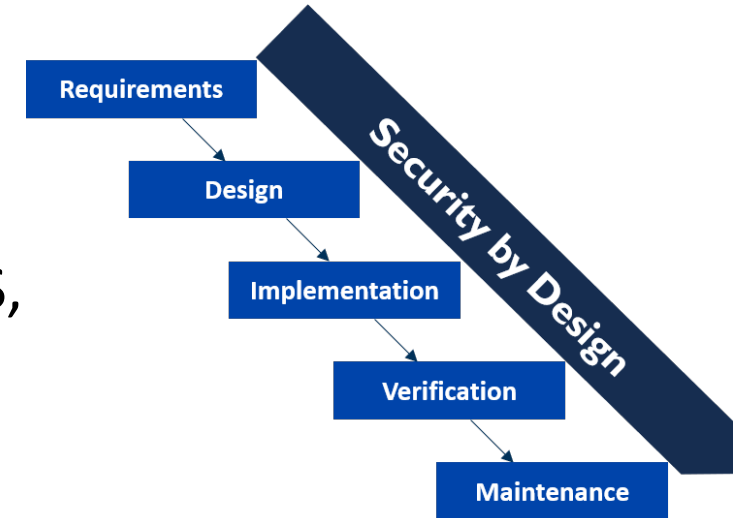 Requirements
Design
Security by Design
s,
Implementation
Verification
Maintenance